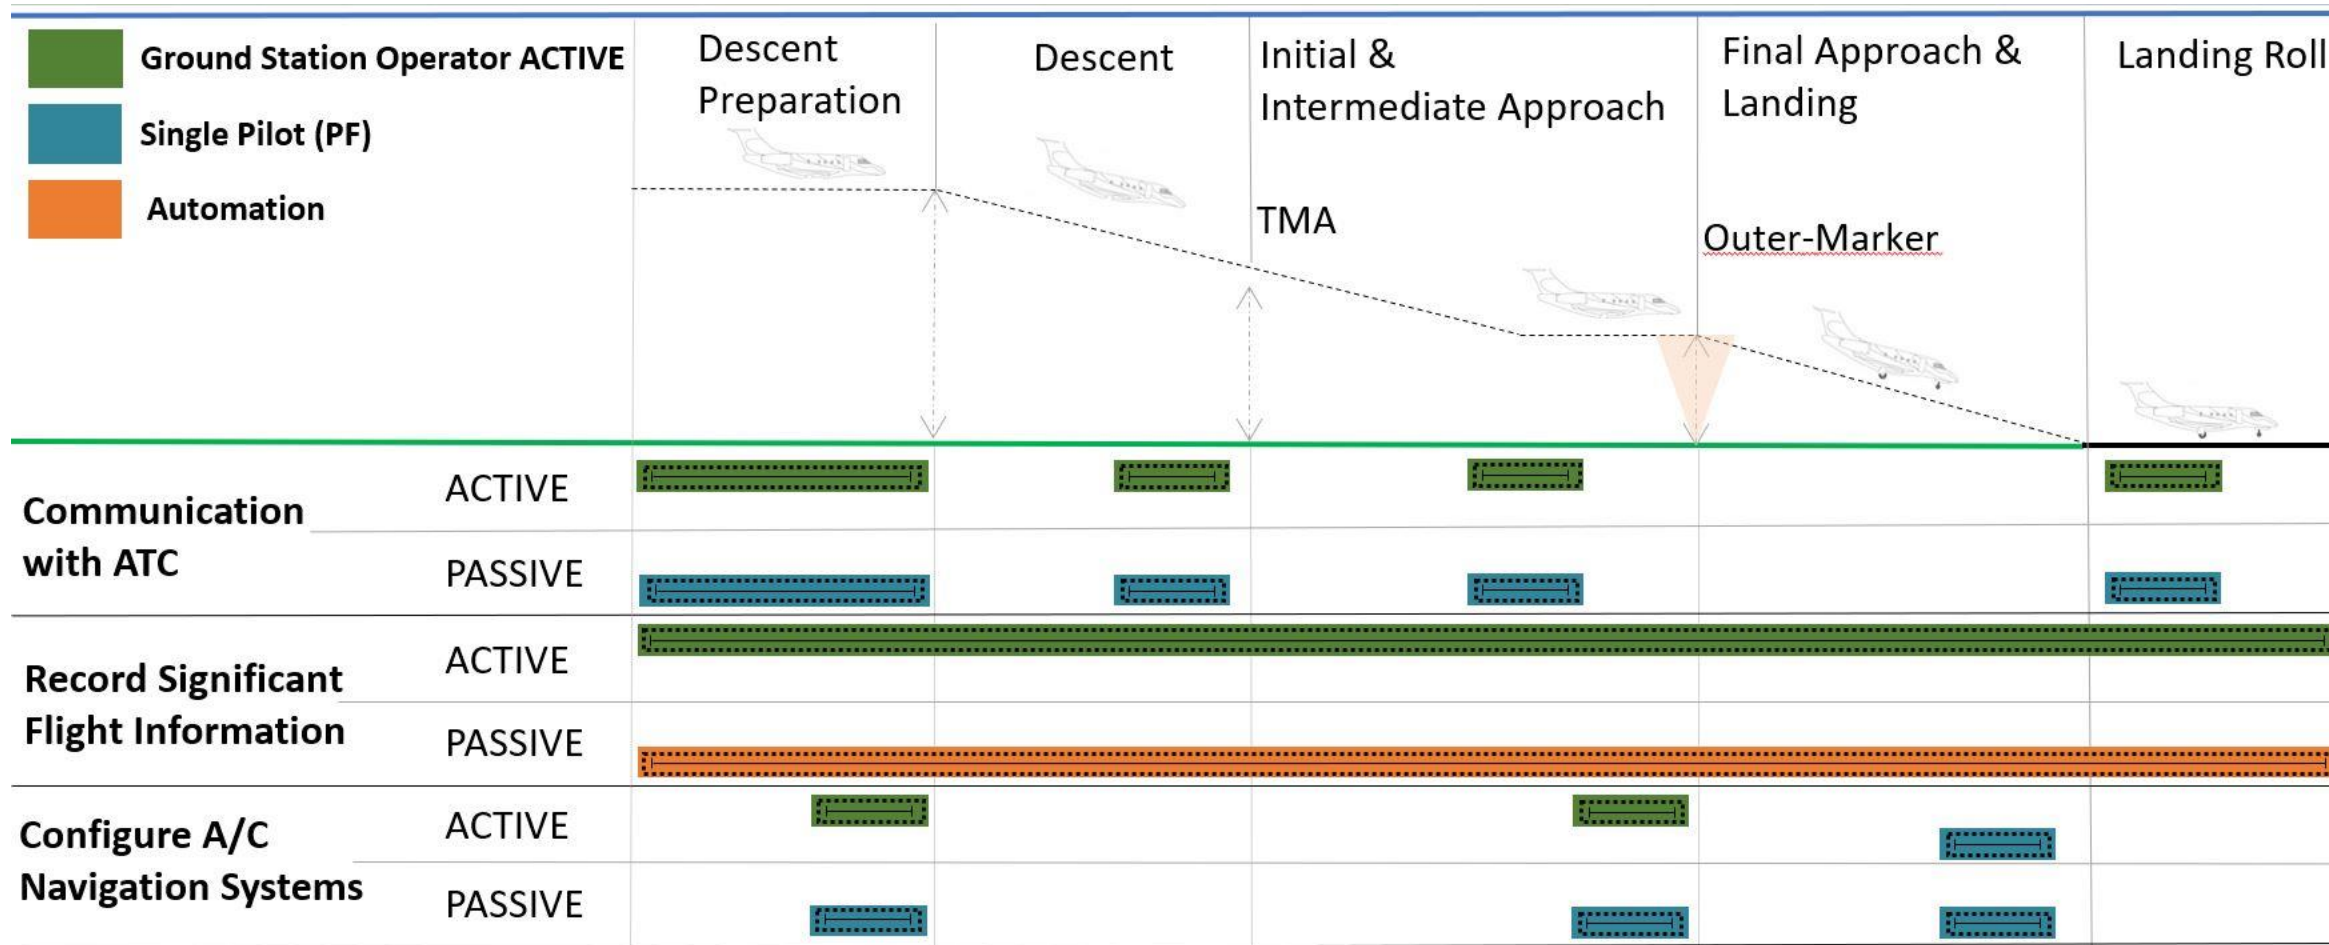 Ground Station Operator ACTIVE
Single Pilot (PF)
Automation
Descent
Preparation
Descent
Initial &
Intermediate Approach
Final Approach &
Landing
Landing Roll
TMA
Outer-Marker
Communication
with ATC
ACTIVE
PASSIVE
Record Significant
Flight Information
ACTIVE
PASSIVE
Configure A/C
Navigation Systems
ACTIVE
PASSIVE